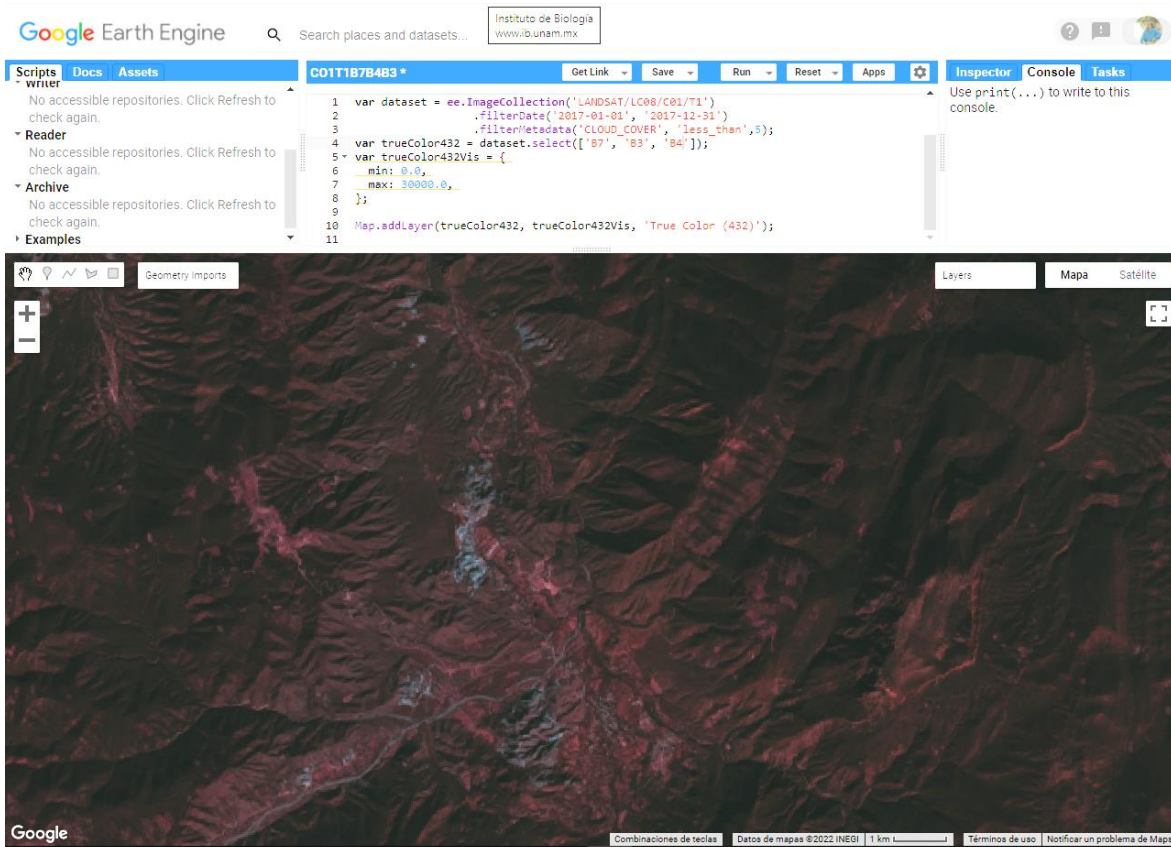 Google Earth Engine
Search places and datasets...
Instituto de Biología
www.ib.unam.mx
Scripts Docs Assets
Writer
No accessible repositories. Click Refresh to
check again.
Reader
No accessible repositories. Click Refresh to
check again.
Archive
No accessible repositories. Click Refresh to
check again.
Examples
C01T1B7B4B3 *
Get Link Save Run Reset Apps
1 var dataset = ee.ImageCollection('LANDSAT/LC08/C01/T1')
2 .filterDate('2017-01-01', '2017-12-31')
3 .filterMetadata('CLOUD_COVER', 'less_than',5);
4 var trueColor432 = dataset.select(['B7', 'B3', 'B4']);
5 var trueColor432Vis = {
6 min: 0.0,
7 max: 30000.0,
8 };
9
10 Map.addLayer(trueColor432, trueColor432Vis, 'True Color (432)');
11
Inspector Console Tasks
Use print(...) to write to this
console.
Geometry Imports
Layers
Mapa Satélite
Google
Combinaciones de teclas
Datos de mapas ©2022 INEGI
1 km
Términos de uso
Notificar un problema de Maps